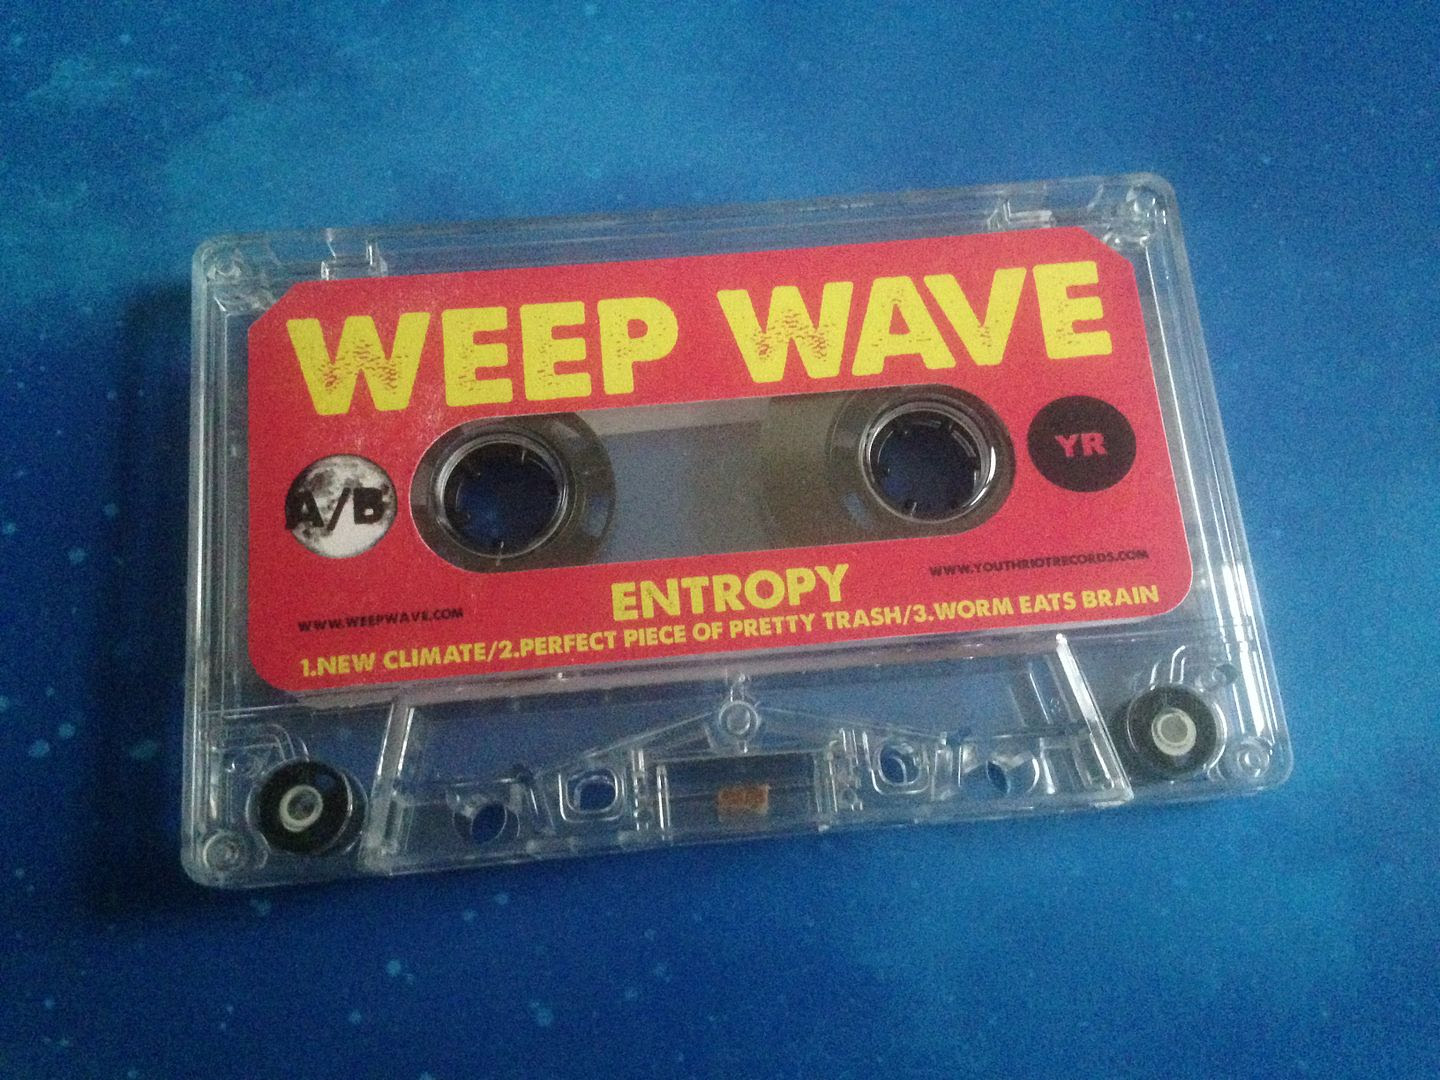 WEEP WAVE
A/B
YR
ENTROPY
WWW.WEEPWAVE.COM
WWW.YOUTHRIOTRECORDS.COM
1.NEW CLIMATE/2.PERFECT PIECE OF PRETTY TRASH/3.WORM EATS BRAIN